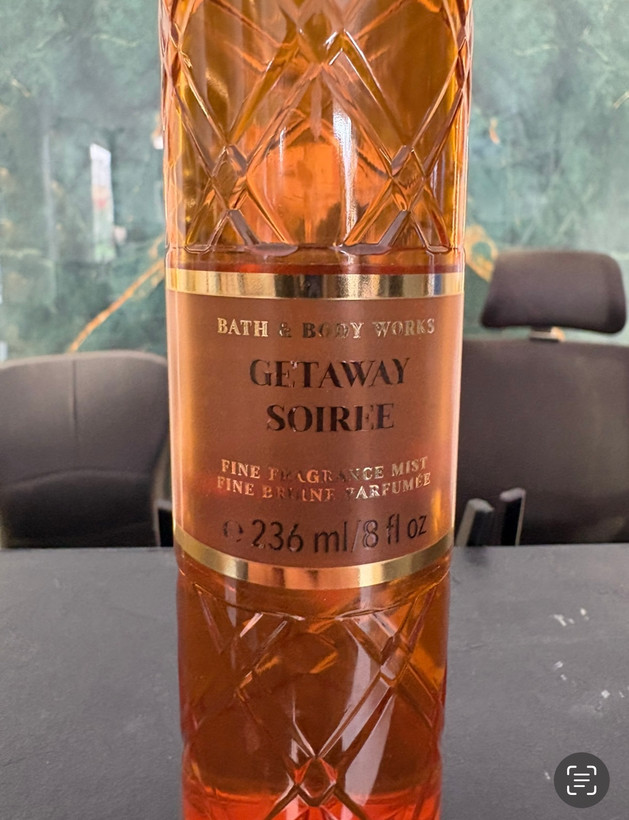 BATH & BODY WORKS
GETAWAY
SOIREE
FINE FRAGRANCE MIST
FINE BRUME PARFUMÉE
℮ 236 ml/8 fl oz